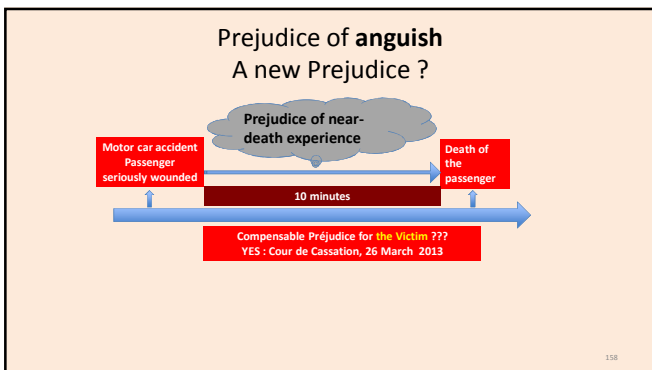 Prejudice of anguish
A new Prejudice ?
Prejudice of near-
death experience
Motor car accident
Passenger
seriously wounded
Death of
the
passenger
10 minutes
Compensable Préjudice for the Victim ???
YES : Cour de Cassation, 26 March 2013
158